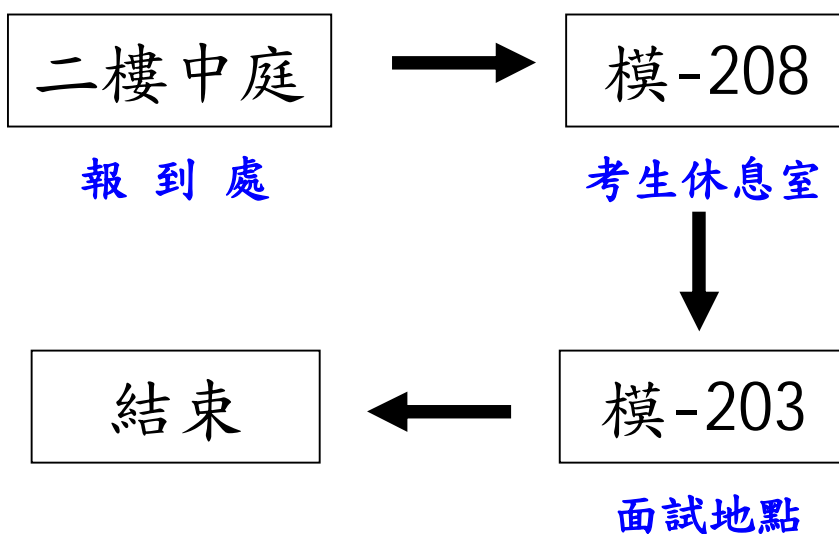 二樓中庭
報到處
模-208
考生休息室
模-203
面試地點
結束